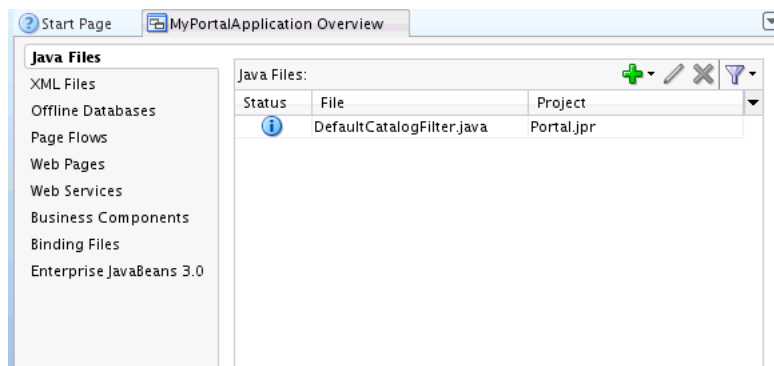 Start Page
MyPortalApplication Overview
Java Files
XML Files
Offline Databases
Page Flows
Web Pages
Web Services
Business Components
Binding Files
Enterprise JavaBeans 3.0
Java Files:
Status File Project
DefaultCatalogFilter.java Portal.jpr